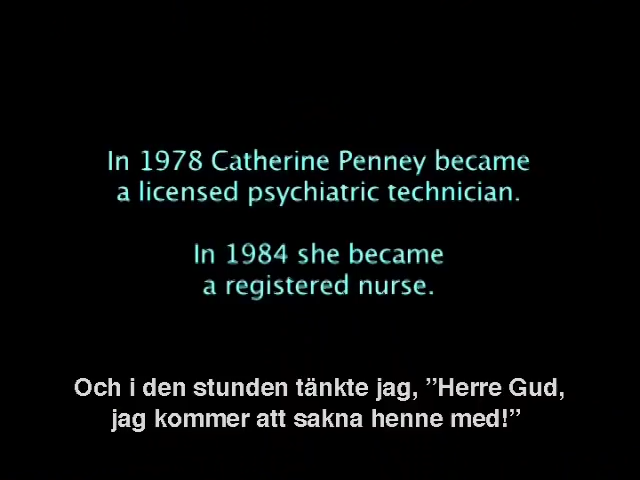 In 1978 Catherine Penney became
a licensed psychiatric technician.
In 1984 she became
a registered nurse.
Och i den stunden tänkte jag, ”Herre Gud,
jag kommer att sakna henne med!”